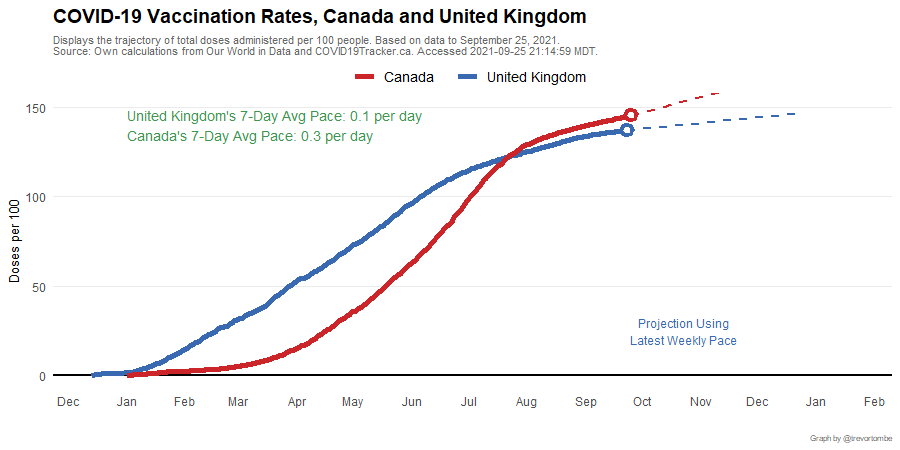 COVID-19 Vaccination Rates, Canada and United Kingdom
Displays the trajectory of total doses administered per 100 people. Based on data to September 25, 2021.
Source: Own calculations from Our World in Data and COVID19Tracker.ca. Accessed 2021-09-25 21:14:59 MDT.
Canada United Kingdom
United Kingdom's 7-Day Avg Pace: 0.1 per day
Canada's 7-Day Avg Pace: 0.3 per day
150
100
50
0
Doses per 100
Projection Using
Latest Weekly Pace
Dec Jan Feb Mar Apr May Jun Jul Aug Sep Oct Nov Dec Jan Feb
Graph by @trevortombe